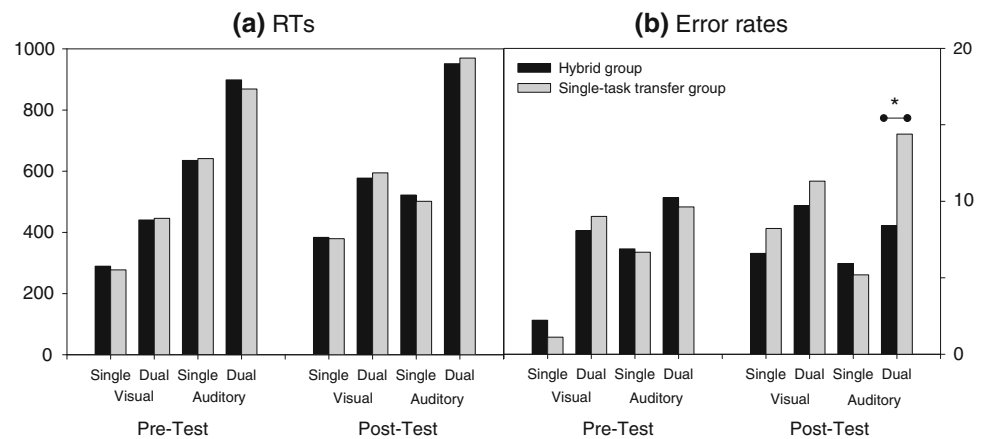 (a) RTs
(b) Error rates
1000
800
600
400
200
0
Hybrid group
Single-task transfer group
*
20
10
0
Single Dual Single Dual Single Dual Single Dual
Visual Auditory Visual Auditory
Pre-Test Post-Test
Single Dual Single Dual Single Dual Single Dual
Visual Auditory Visual Auditory
Pre-Test Post-Test